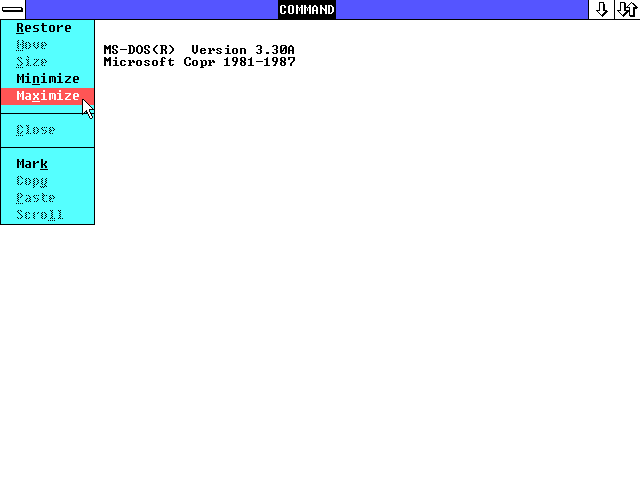 COMMAND
Restore
Move
Size
Minimize
Maximize
Close
Mark
Copy
Paste
Scroll
MS-DOS(R)  Version 3.30A
Microsoft Copr 1981-1987